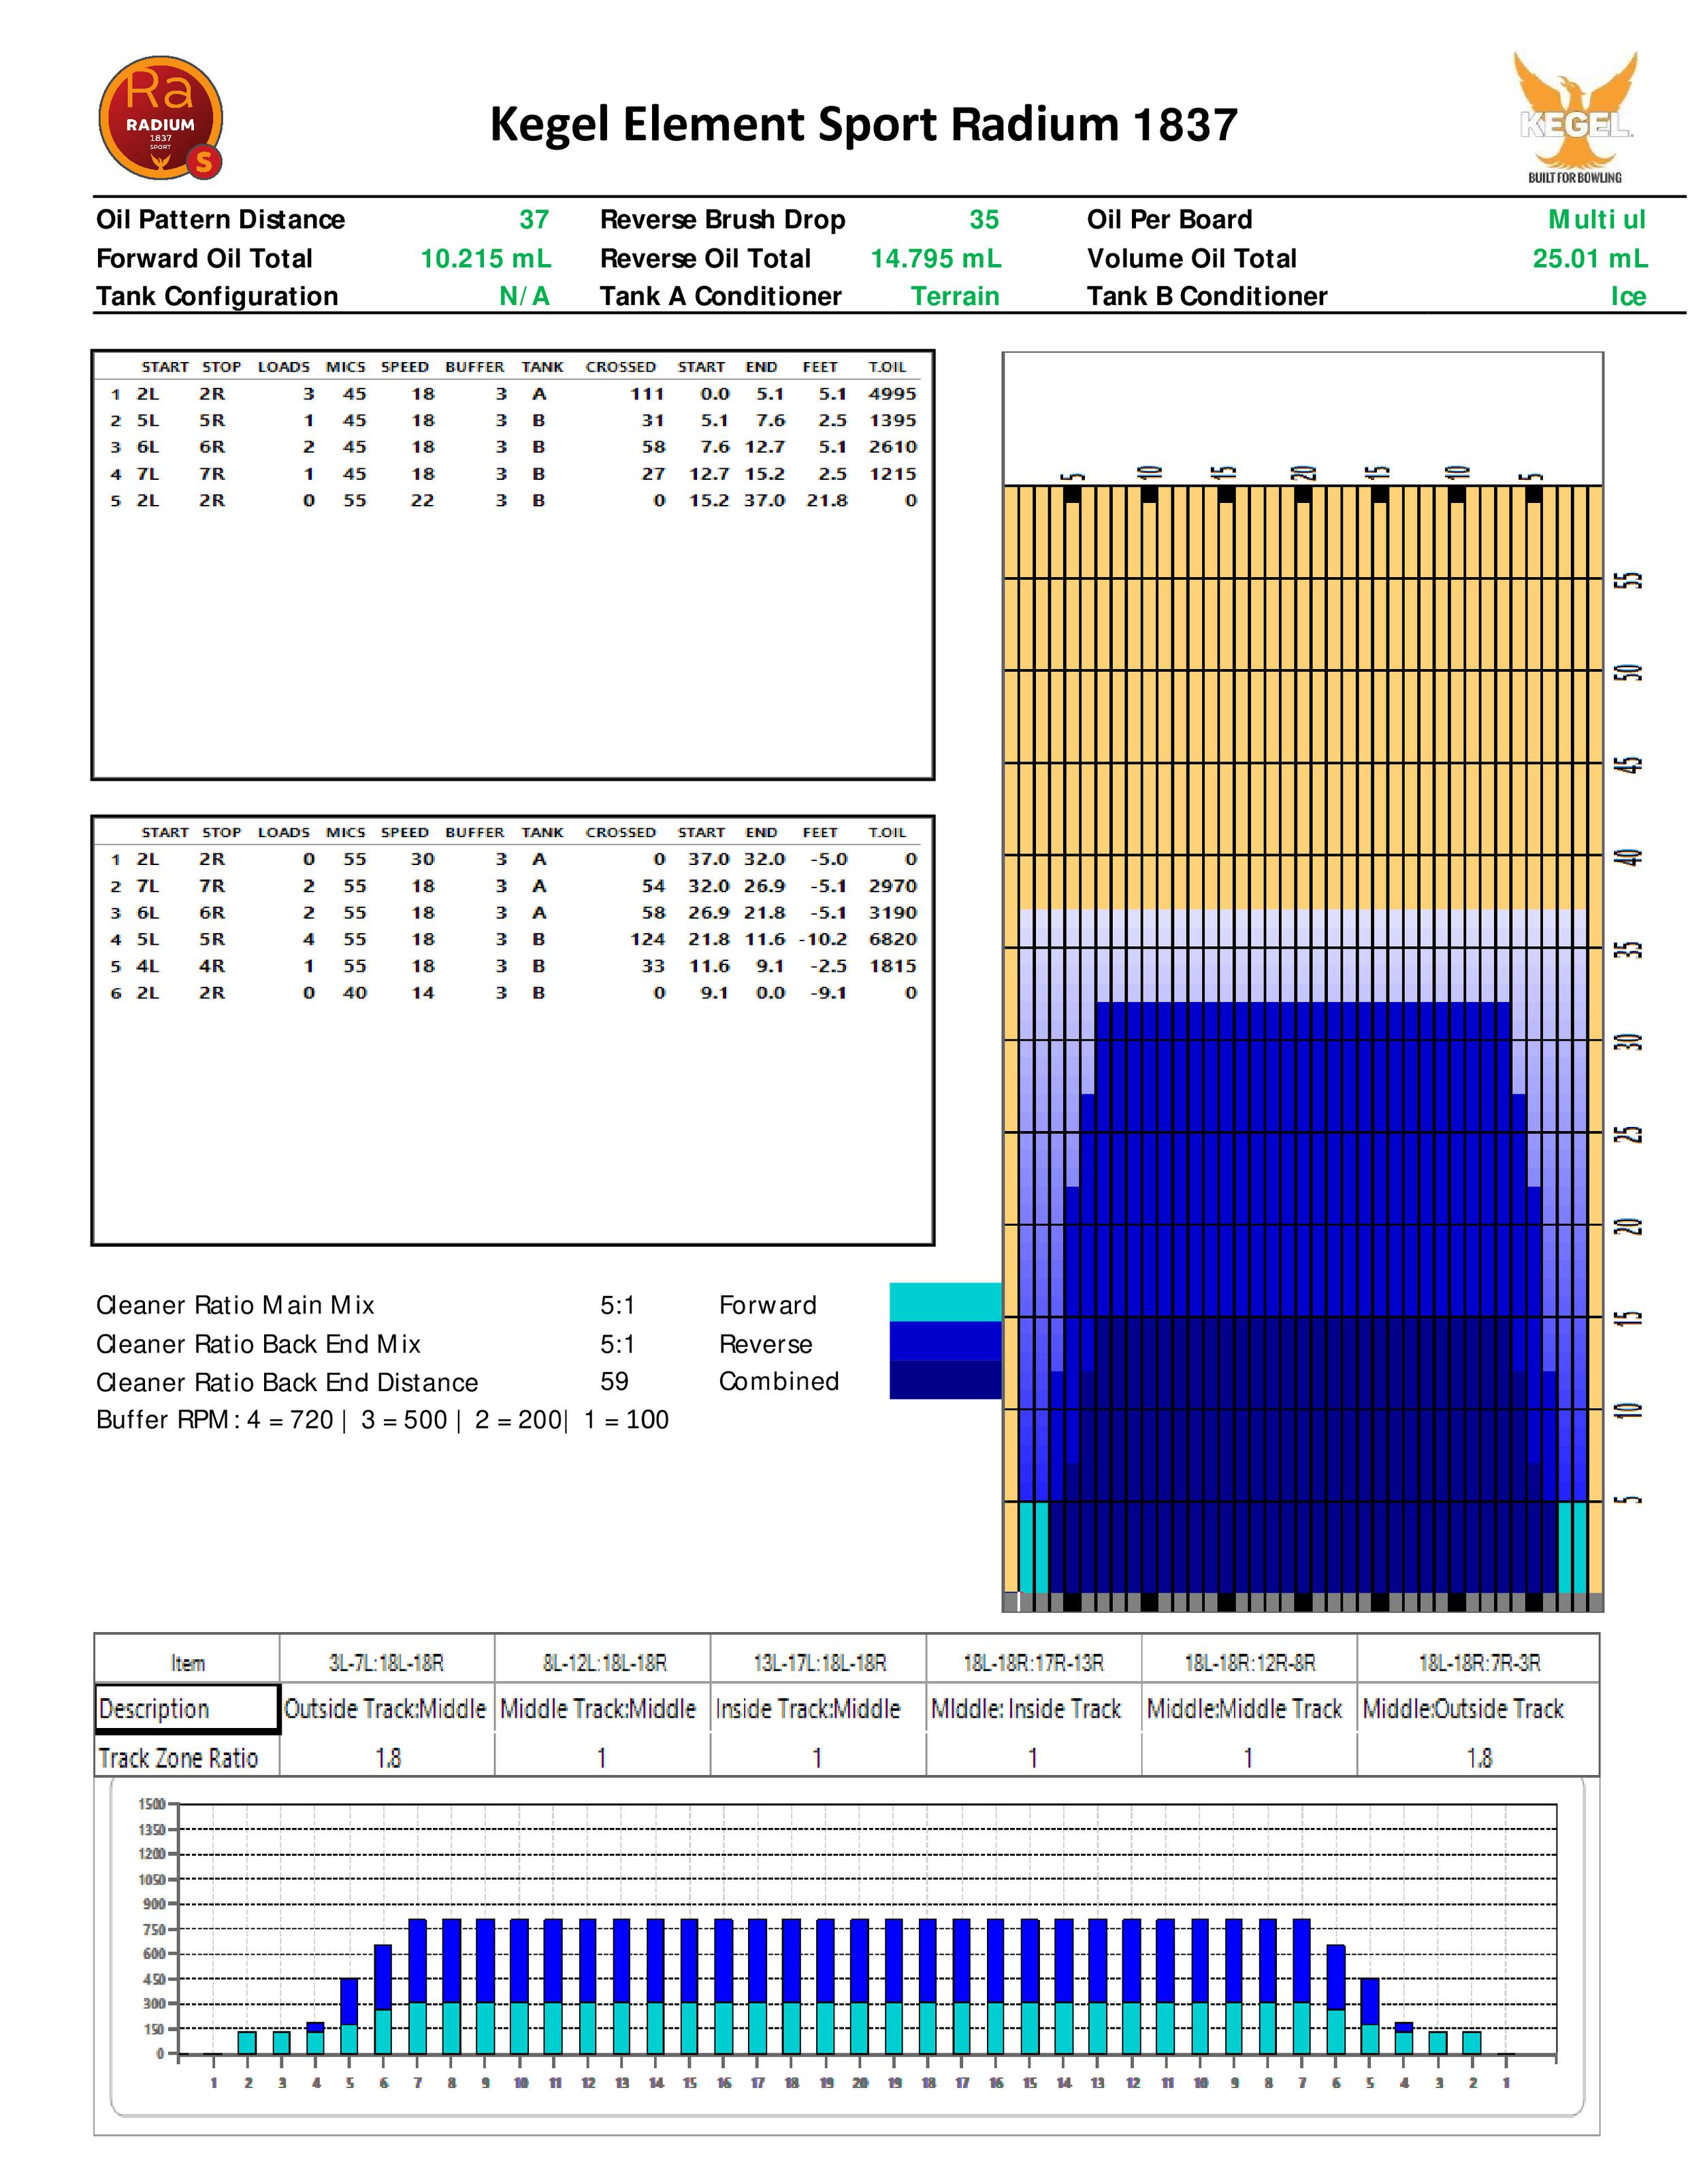 Ra
RADIUM
1837
SPORT
S
Kegel Element Sport Radium 1837
KEGEL
BUILT FOR BOWLING
Oil Pattern Distance 37 Reverse Brush Drop 35 Oil Per Board Multi ul
Forward Oil Total 10.215 mL Reverse Oil Total 14.795 mL Volume Oil Total 25.01 mL
Tank Configuration N/A Tank A Conditioner Terrain Tank B Conditioner Ice
START STOP LOADS MICS SPEED BUFFER TANK CROSSED START END FEET T.OIL
1 2L 2R 3 45 18 3 A 111 0.0 5.1 5.1 4995
2 5L 5R 1 45 18 3 B 31 5.1 7.6 2.5 1395
3 6L 6R 2 45 18 3 B 58 7.6 12.7 5.1 2610
4 7L 7R 1 45 18 3 B 27 12.7 15.2 2.5 1215
5 2L 2R 0 55 22 3 B 0 15.2 37.0 21.8 0
START STOP LOADS MICS SPEED BUFFER TANK CROSSED START END FEET T.OIL
1 2L 2R 0 55 30 3 A 0 37.0 32.0 -5.0 0
2 7L 7R 2 55 18 3 A 54 32.0 26.9 -5.1 2970
3 6L 6R 2 55 18 3 A 58 26.9 21.8 -5.1 3190
4 5L 5R 4 55 18 3 B 124 21.8 11.6 -10.2 6820
5 4L 4R 1 55 18 3 B 33 11.6 9.1 -2.5 1815
6 2L 2R 0 40 14 3 B 0 9.1 0.0 -9.1 0
5 10 15 20 15 10 5
55
50
45
40
35
30
25
20
15
10
5
Cleaner Ratio Main Mix 5:1 Forward
Cleaner Ratio Back End Mix 5:1 Reverse
Cleaner Ratio Back End Distance 59 Combined
Buffer RPM: 4 = 720 | 3 = 500 | 2 = 200| 1 = 100
Item 3L-7L:18L-18R 8L-12L:18L-18R 13L-17L:18L-18R 18L-18R:17R-13R 18L-18R:12R-8R 18L-18R:7R-3R
Description Outside Track:Middle Middle Track:Middle Inside Track:Middle MIddle: Inside Track Middle:Middle Track Middle:Outside Track
Track Zone Ratio 1.8 1 1 1 1 1.8
1500
1350
1200
1050
900
750
600
450
300
150
0
1 2 3 4 5 6 7 8 9 10 11 12 13 14 15 16 17 18 19 20 19 18 17 16 15 14 13 12 11 10 9 8 7 6 5 4 3 2 1